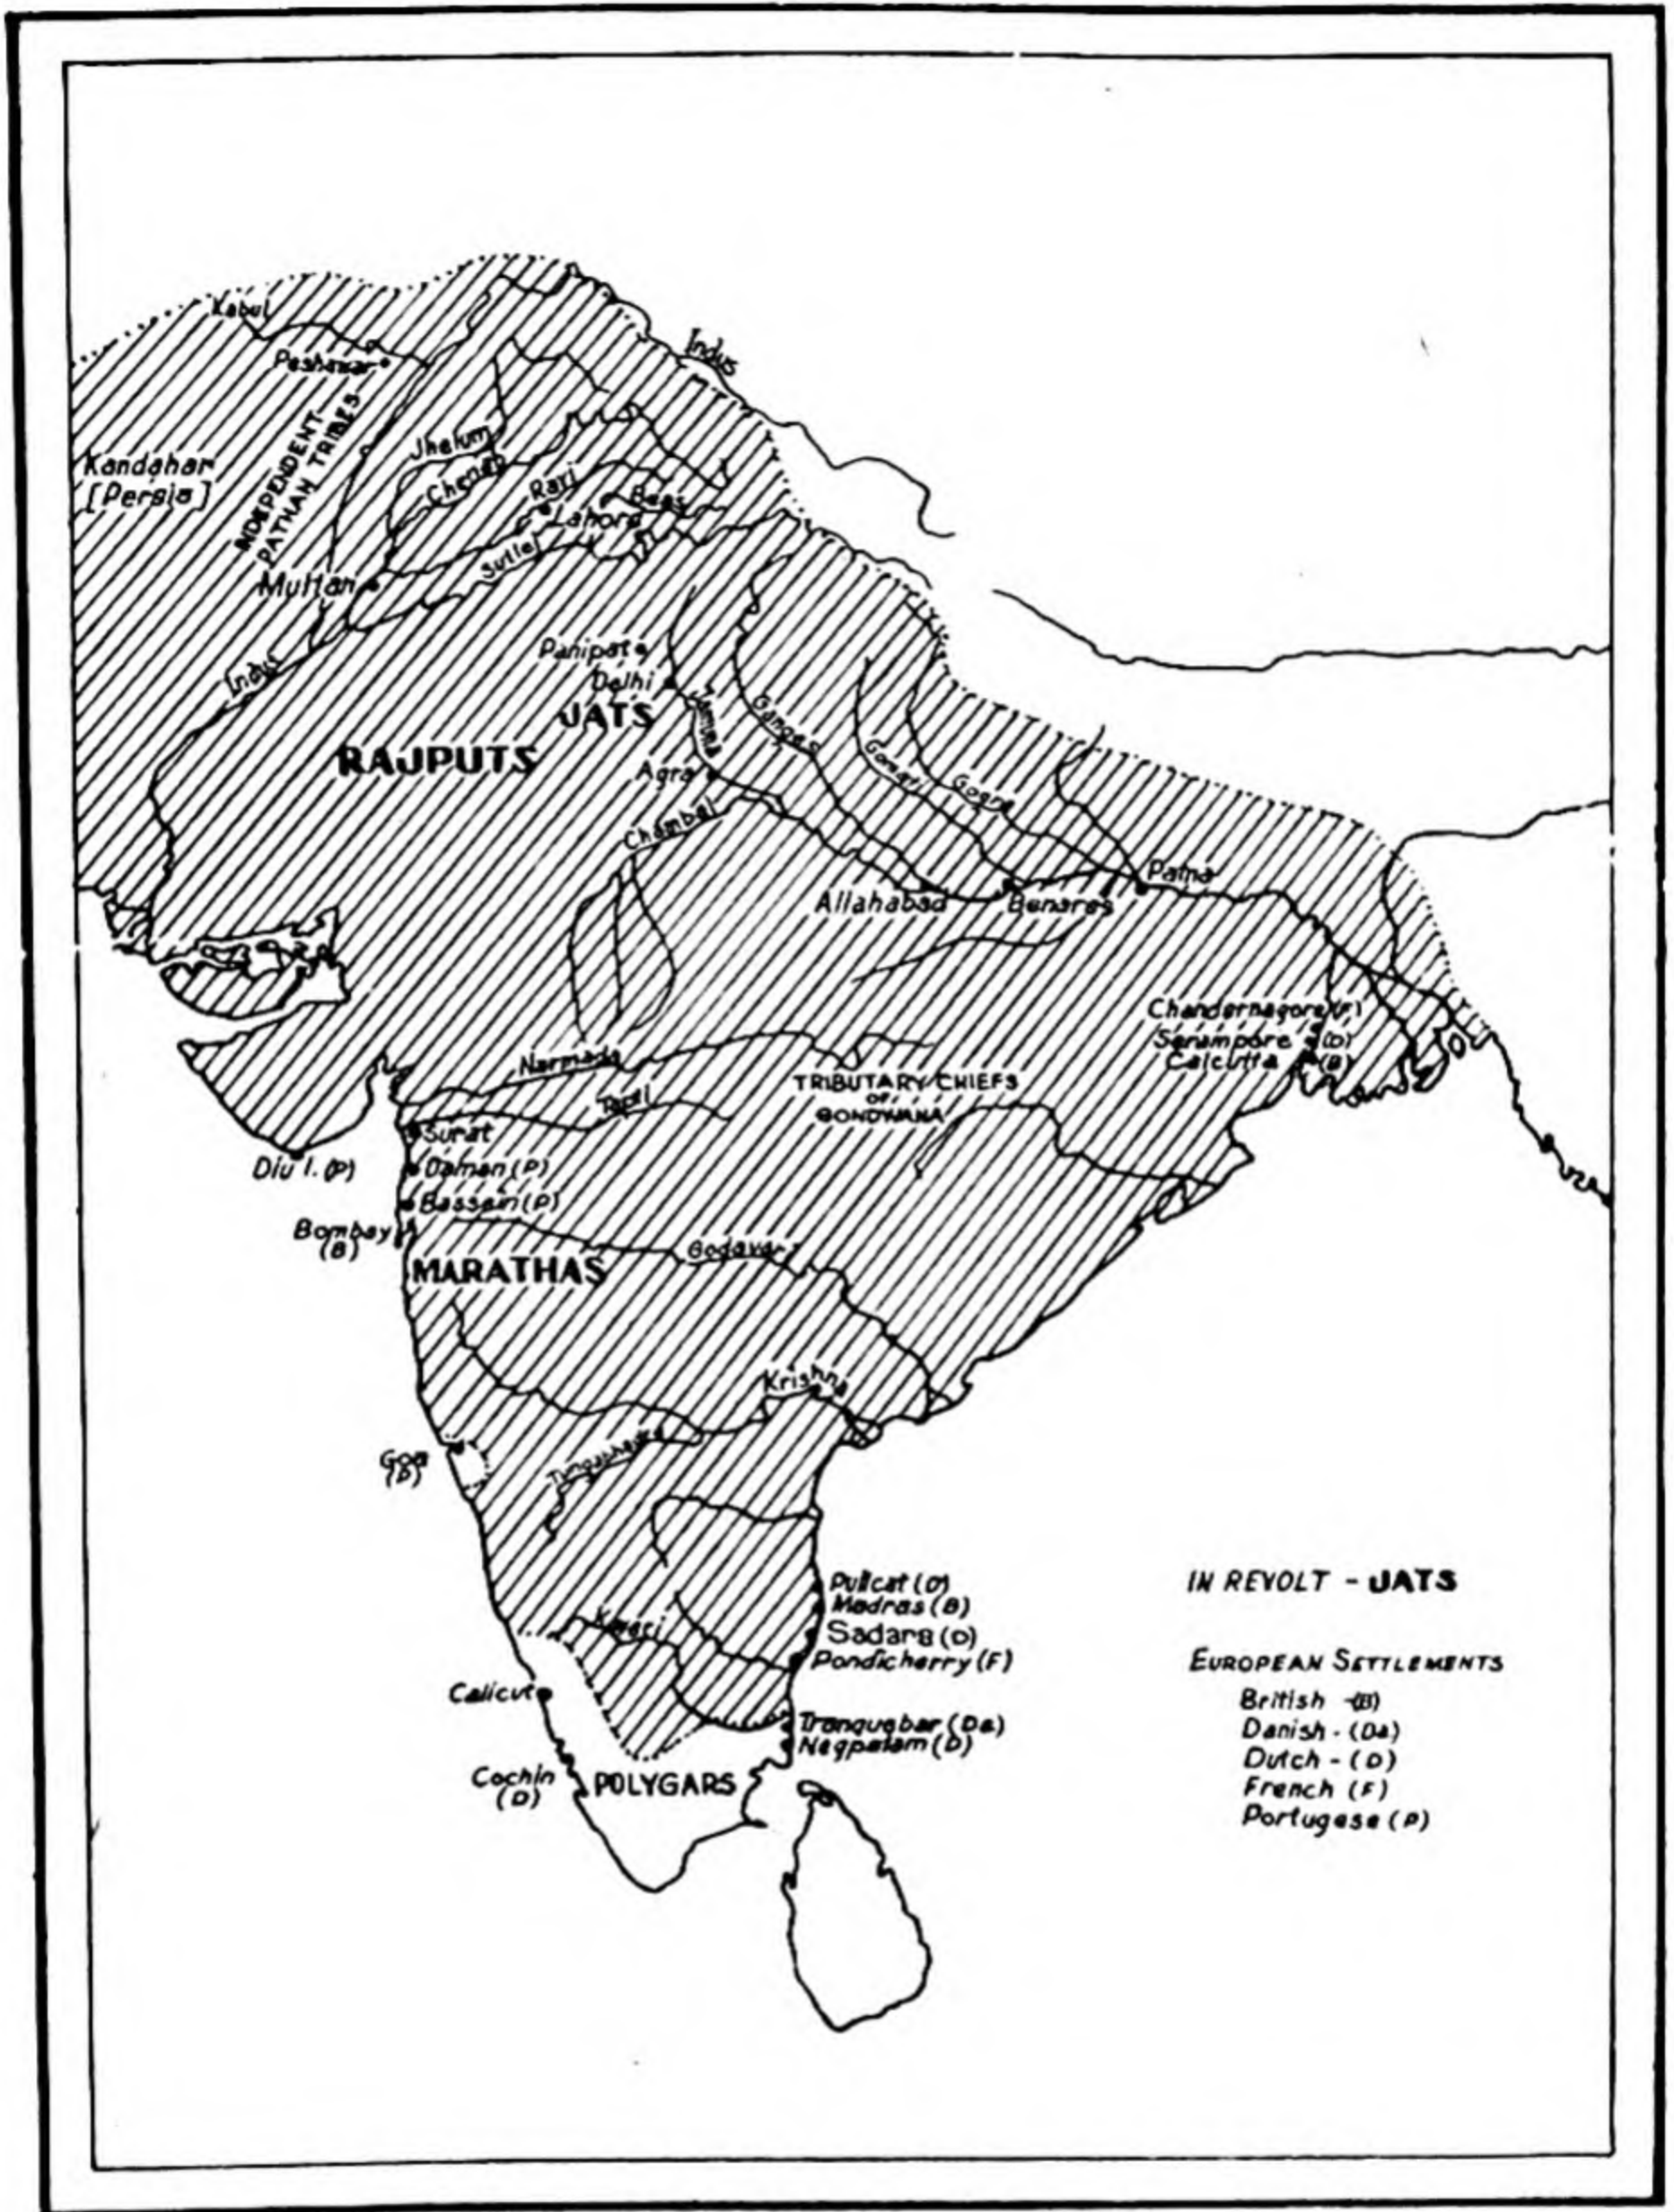 Kabul
Indus
Peshawar
INDEPENDENT
PATHAN TRIBES
Kandahar
[Persia]
Jhelum
Chenab
Ravi
Beas
Lahore
Sutlej
Multan
Indus
Panipat
Delhi
JATS
Jamuna
Ganges
RAJPUTS
Agra
Gomati
Gogra
Chambal
Patna
Allahabad
Benares
Chandernagore (F)
Serampore (D)
Calcutta (B)
Narmada
TRIBUTARY CHIEFS
OF
GONDWANA
Tapti
Surat
Diu I. (P)
Daman (P)
Bassein (P)
Bombay
(B)
Godavari
MARATHAS
Krishna
Goa
(P)
Tungabhadra
Pulicat (D)
Madras (B)
Kaveri
Sadars (D)
Pondicherry (F)
Calicut
Tranquebar (Da)
Negpatam (D)
Cochin
(D)
POLYGARS
IN REVOLT - JATS
EUROPEAN SETTLEMENTS
British - (B)
Danish - (Da)
Dutch - (D)
French (F)
Portugese (P)